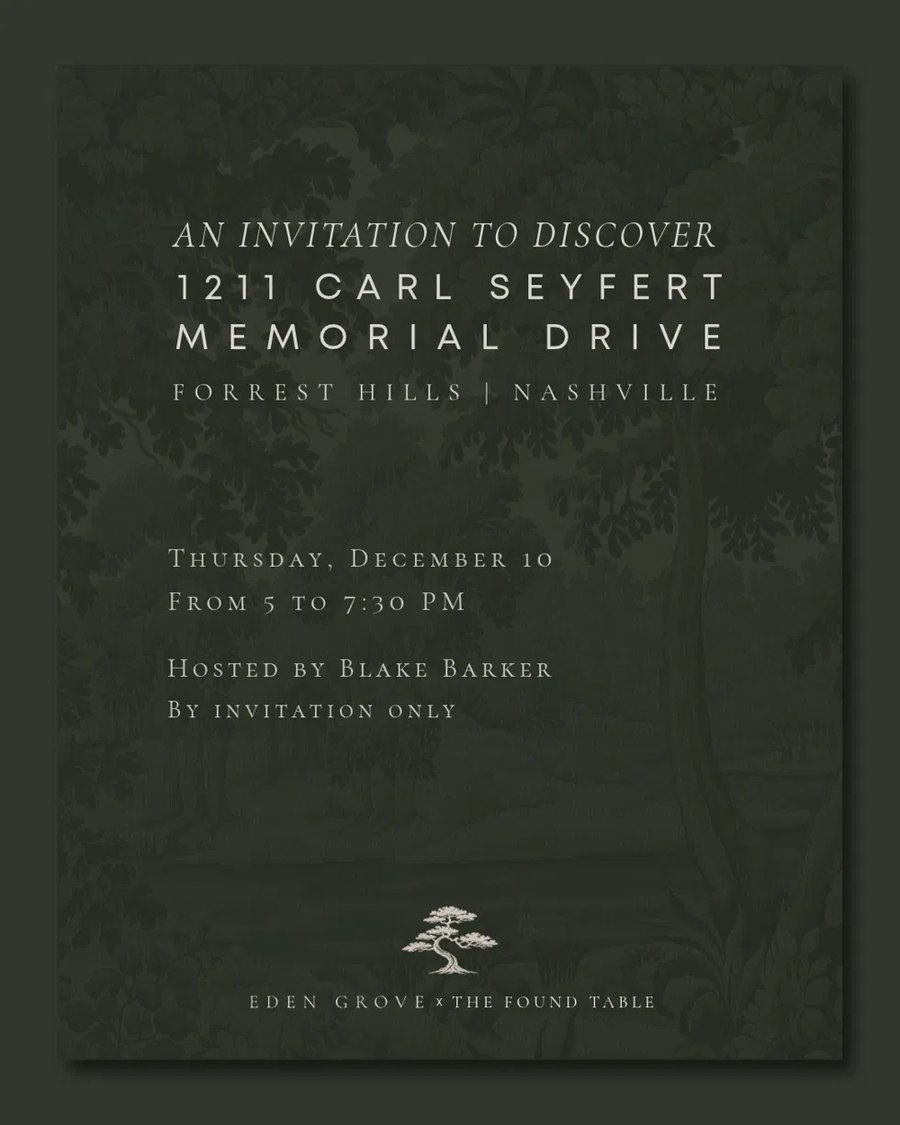 AN INVITATION TO DISCOVER
1211 CARL SEYFERT
MEMORIAL DRIVE
FORREST HILLS | NASHVILLE
THURSDAY, DECEMBER 10
FROM 5 TO 7:30 PM
HOSTED BY BLAKE BARKER
BY INVITATION ONLY
EDEN GROVE x THE FOUND TABLE